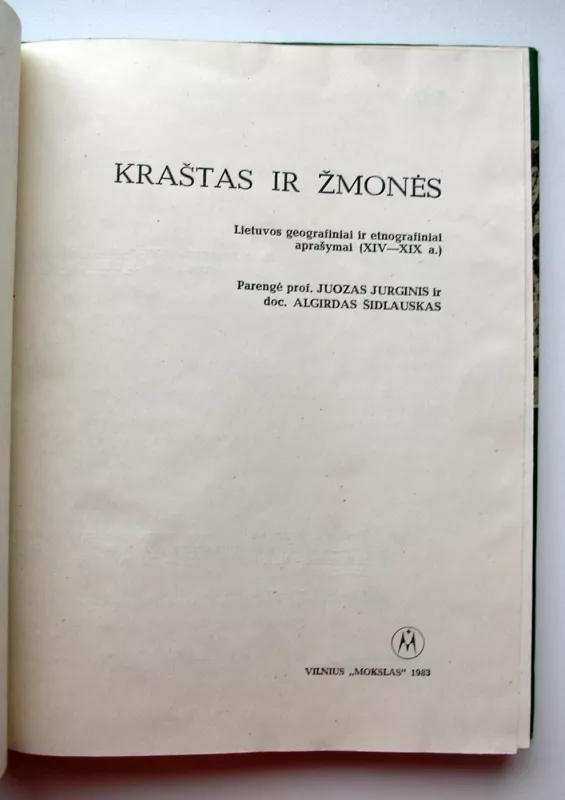 KRAŠTAS IR ŽMONĖS
Lietuvos geografiniai ir etnografiniai
aprašymai (XIV—XIX a.)
Parengė prof. JUOZAS JURGINIS ir
doc. ALGIRDAS ŠIDLAUSKAS
VILNIUS „MOKSLAS“ 1983